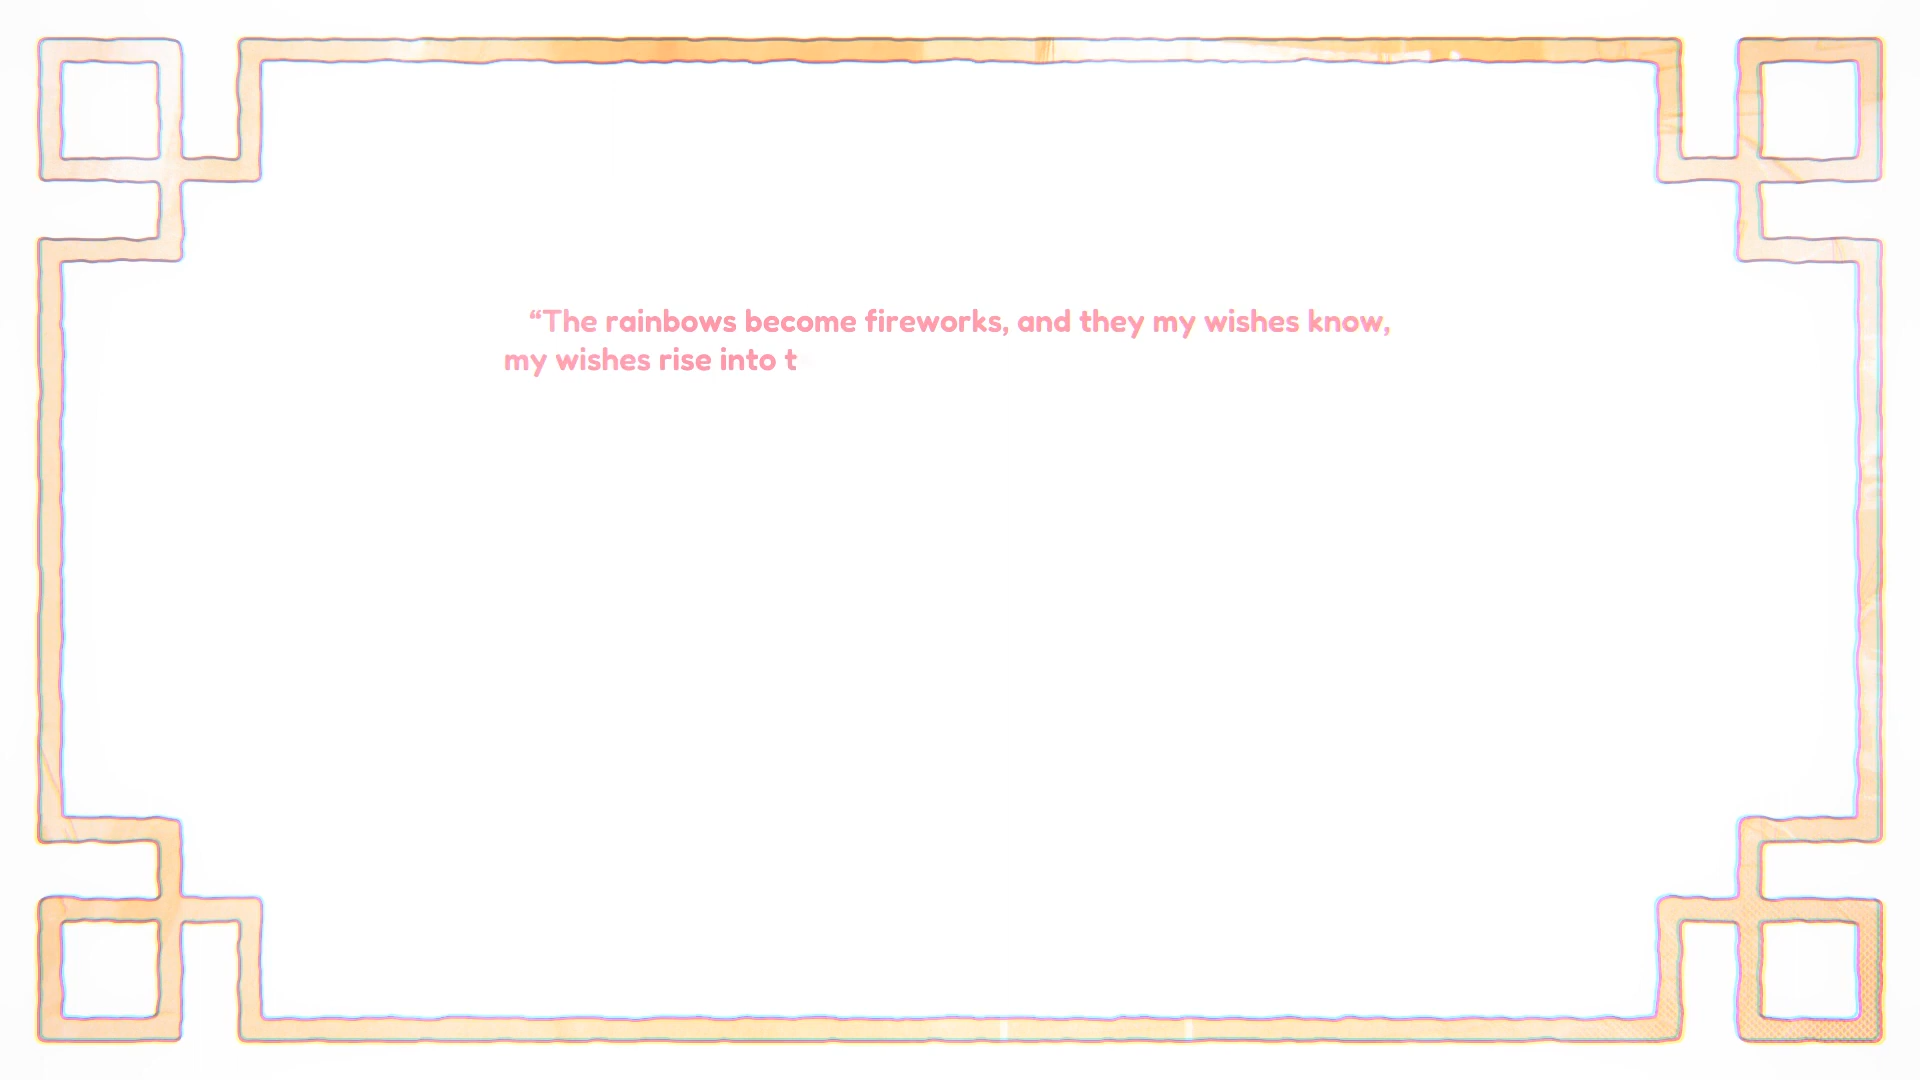 “The rainbows become fireworks, and they my wishes know,
my wishes rise into t